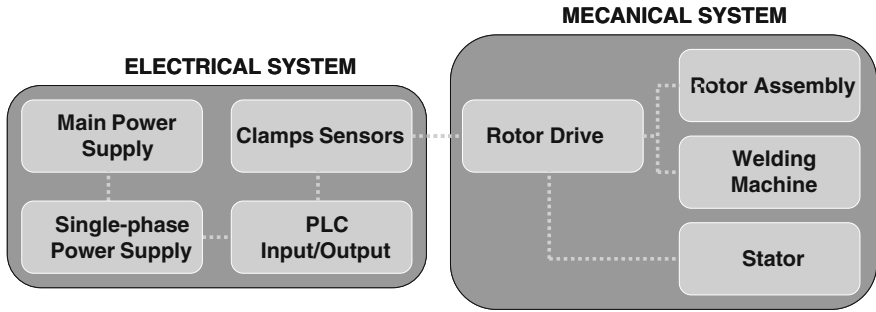 MECANICAL SYSTEM
ELECTRICAL SYSTEM
Main Power
Supply
Clamps Sensors
Single-phase
Power Supply
PLC
Input/Output
Rotor Drive
Rotor Assembly
Welding
Machine
Stator